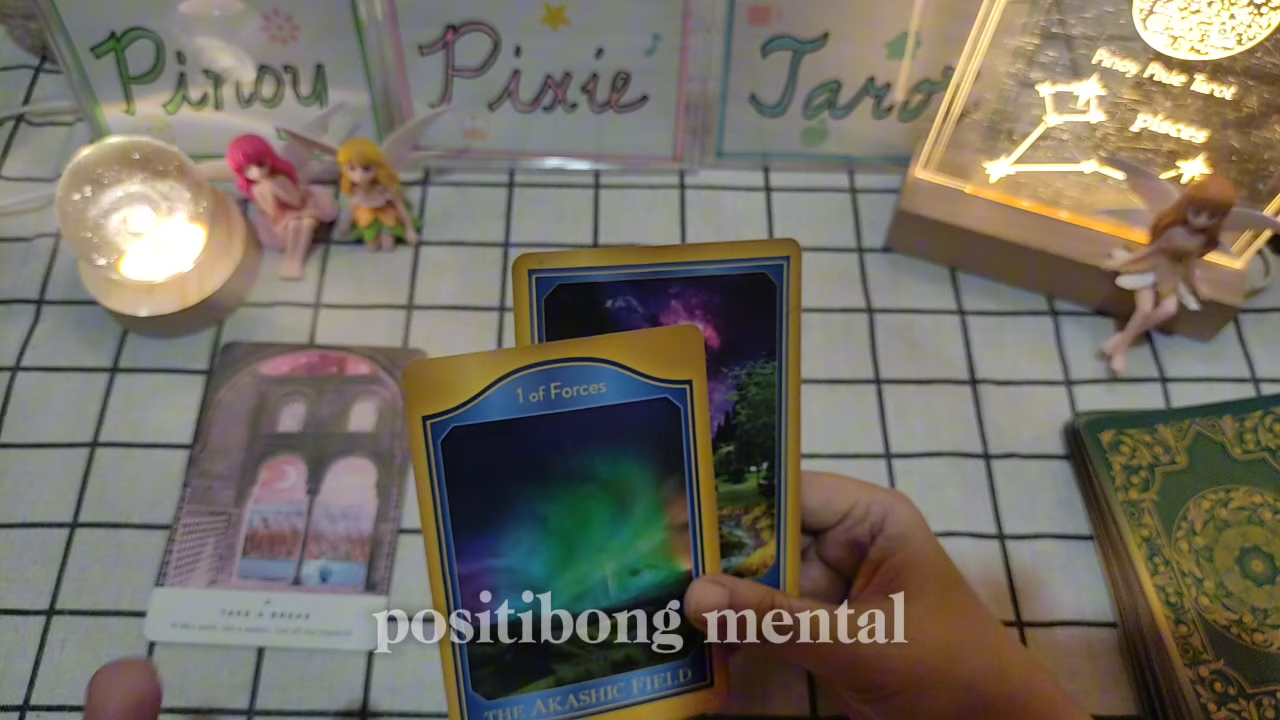 Pinoy Pixie Tarot
Pinoy Pixie Tarot
pisces
1 of Forces
TAKE A BREAK
positibong mental
THE AKASHIC FIELD